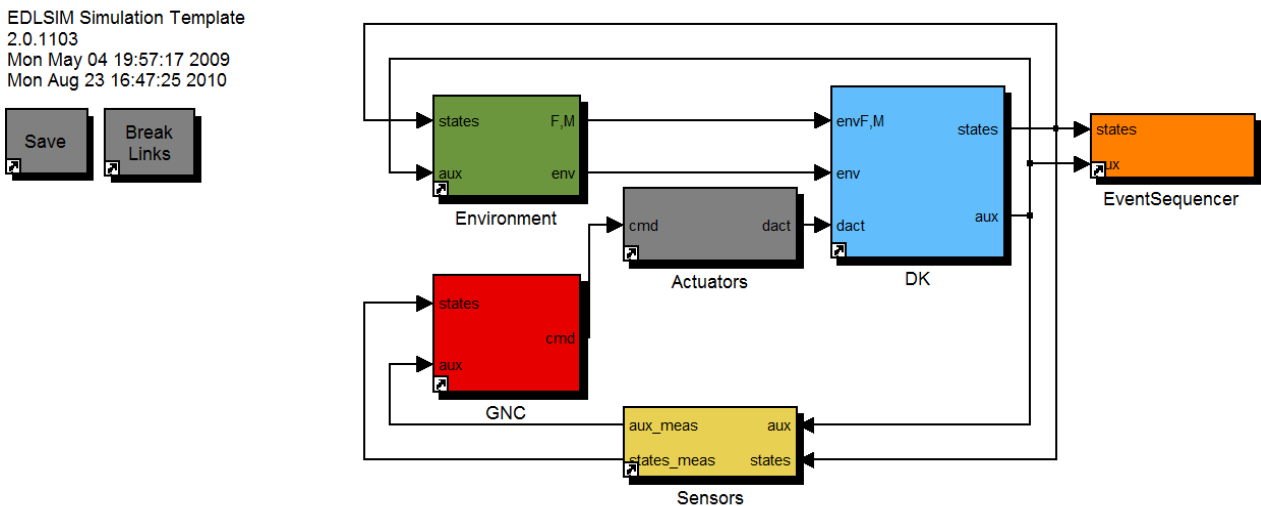 EDLSIM Simulation Template
2.0.1103
Mon May 04 19:57:17 2009
Mon Aug 23 16:47:25 2010
Save
Break
Links
states
F,M
aux
env
Environment
cmd
dact
Actuators
envF,M
states
env
dact
aux
DK
states
ux
EventSequencer
states
cmd
aux
GNC
aux_meas
aux
states_meas
states
Sensors